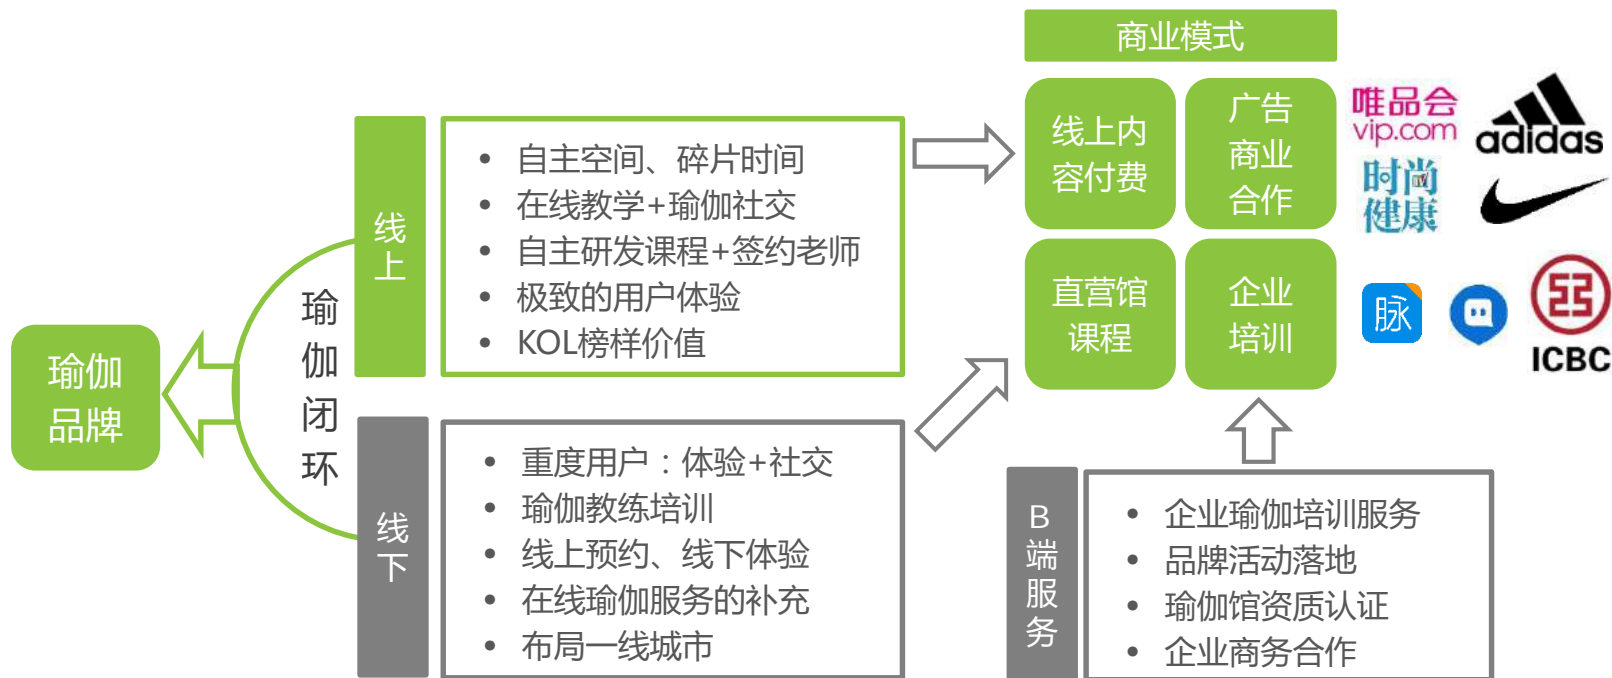 商业模式
线上内
容付费
广告
商业
合作
直营馆
课程
企业
培训
唯品会
vip.com
adidas
时尚
健康
脉
ICBC
线上
自主空间、碎片时间
在线教学+瑜伽社交
自主研发课程+签约老师
极致的用户体验
KOL榜样价值
瑜伽闭环
瑜伽
品牌
线下
重度用户：体验+社交
瑜伽教练培训
线上预约、线下体验
在线瑜伽服务的补充
布局一线城市
B端服务
企业瑜伽培训服务
品牌活动落地
瑜伽馆资质认证
企业商务合作